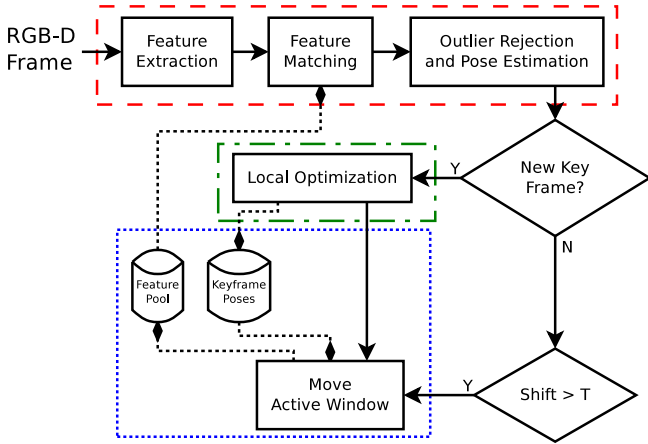 RGB-D
Frame
Feature
Extraction
Feature
Matching
Outlier Rejection
and Pose Estimation
New Key
Frame?
Y
N
Local Optimization
Feature
Pool
Keyframe
Poses
Move
Active Window
Y
Shift > T